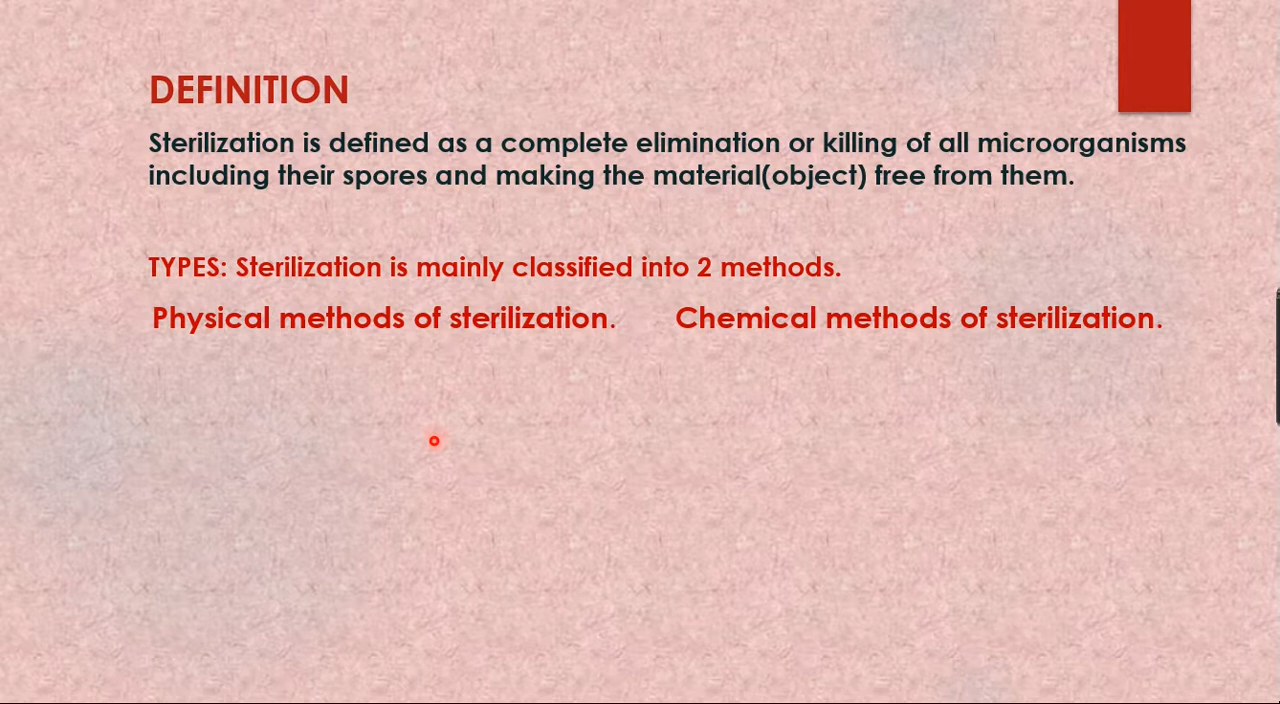 DEFINITION
Sterilization is defined as a complete elimination or killing of all microorganisms
including their spores and making the material(object) free from them.
TYPES: Sterilization is mainly classified into 2 methods.
Physical methods of sterilization. Chemical methods of sterilization.